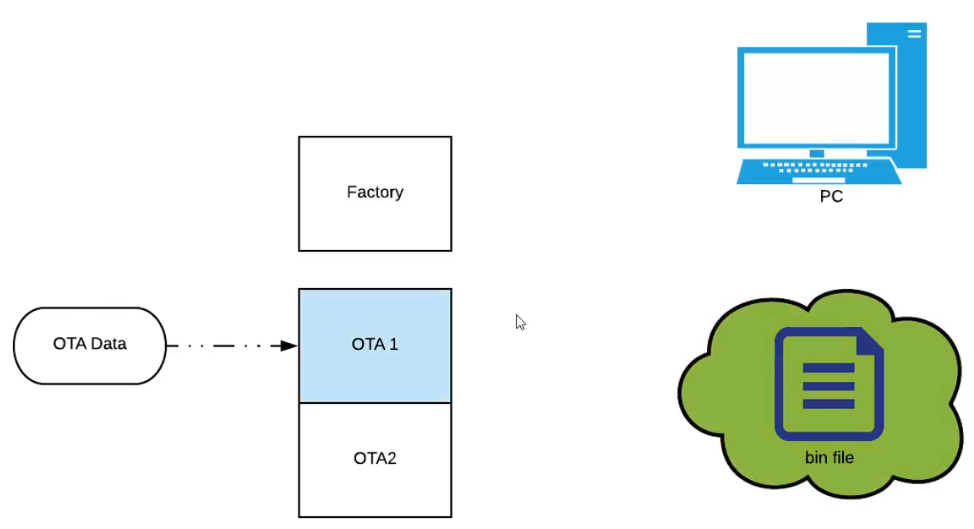 PC
Factory
OTA Data
OTA 1
OTA2
bin file